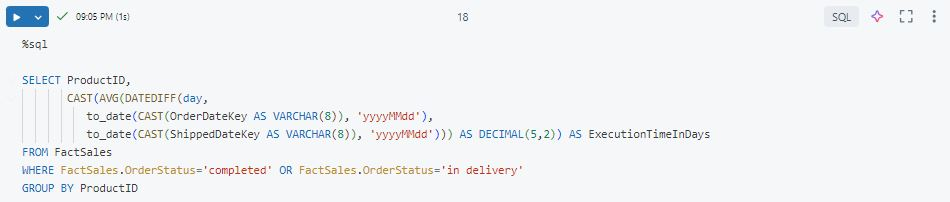 09:05 PM (1s)
18
SQL
%sql
SELECT ProductID,
CAST(AVG(DATEDIFF(day,
to_date(CAST(OrderDateKey AS VARCHAR(8)), 'yyyyMMdd'),
to_date(CAST(ShippedDateKey AS VARCHAR(8)), 'yyyyMMdd'))) AS DECIMAL(5,2)) AS ExecutionTimeInDays
FROM FactSales
WHERE FactSales.OrderStatus='completed' OR FactSales.OrderStatus='in delivery'
GROUP BY ProductID